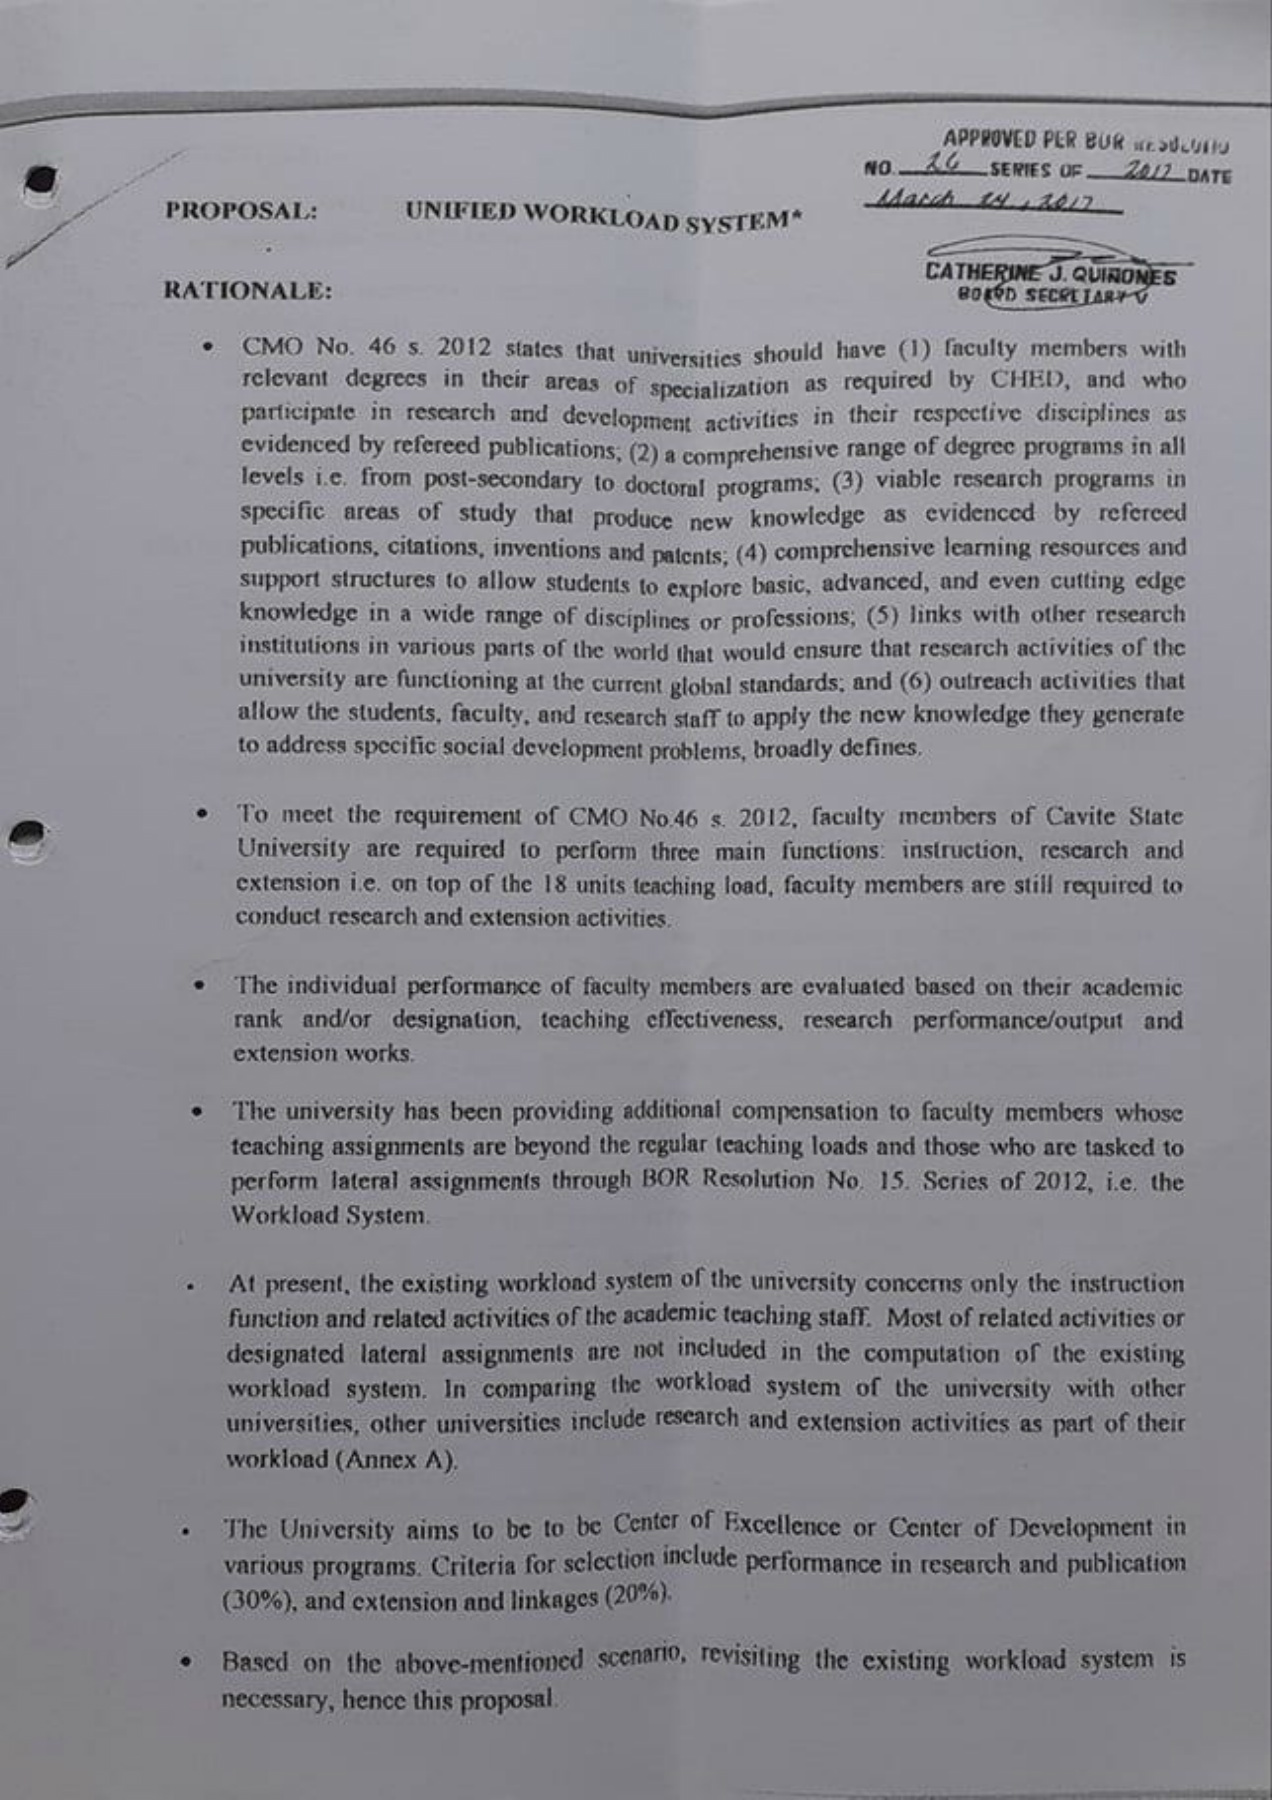 APPROVED PER BOR RESOLUTIO
NO. 26 SERIES OF 2017 DATE
March 24, 2017
PROPOSAL: UNIFIED WORKLOAD SYSTEM*
CATHERINE J. QUIÑONES
BOARD SECRETARY V
RATIONALE:
• CMO No. 46 s. 2012 states that universities should have (1) faculty members with
relevant degrees in their areas of specialization as required by CHED, and who
participate in research and development activities in their respective disciplines as
evidenced by refereed publications; (2) a comprehensive range of degree programs in all
levels i.e. from post-secondary to doctoral programs; (3) viable research programs in
specific areas of study that produce new knowledge as evidenced by refereed
publications, citations, inventions and patents; (4) comprehensive learning resources and
support structures to allow students to explore basic, advanced, and even cutting edge
knowledge in a wide range of disciplines or professions; (5) links with other research
institutions in various parts of the world that would ensure that research activities of the
university are functioning at the current global standards; and (6) outreach activities that
allow the students, faculty, and research staff to apply the new knowledge they generate
to address specific social development problems, broadly defines.
• To meet the requirement of CMO No.46 s. 2012, faculty members of Cavite State
University are required to perform three main functions: instruction, research and
extension i.e. on top of the 18 units teaching load, faculty members are still required to
conduct research and extension activities.
• The individual performance of faculty members are evaluated based on their academic
rank and/or designation, teaching effectiveness, research performance/output and
extension works.
• The university has been providing additional compensation to faculty members whose
teaching assignments are beyond the regular teaching loads and those who are tasked to
perform lateral assignments through BOR Resolution No. 15. Series of 2012, i.e. the
Workload System.
• At present, the existing workload system of the university concerns only the instruction
function and related activities of the academic teaching staff. Most of related activities or
designated lateral assignments are not included in the computation of the existing
workload system. In comparing the workload system of the university with other
universities, other universities include research and extension activities as part of their
workload (Annex A).
• The University aims to be to be Center of Excellence or Center of Development in
various programs. Criteria for selection include performance in research and publication
(30%), and extension and linkages (20%).
• Based on the above-mentioned scenario, revisiting the existing workload system is
necessary, hence this proposal.